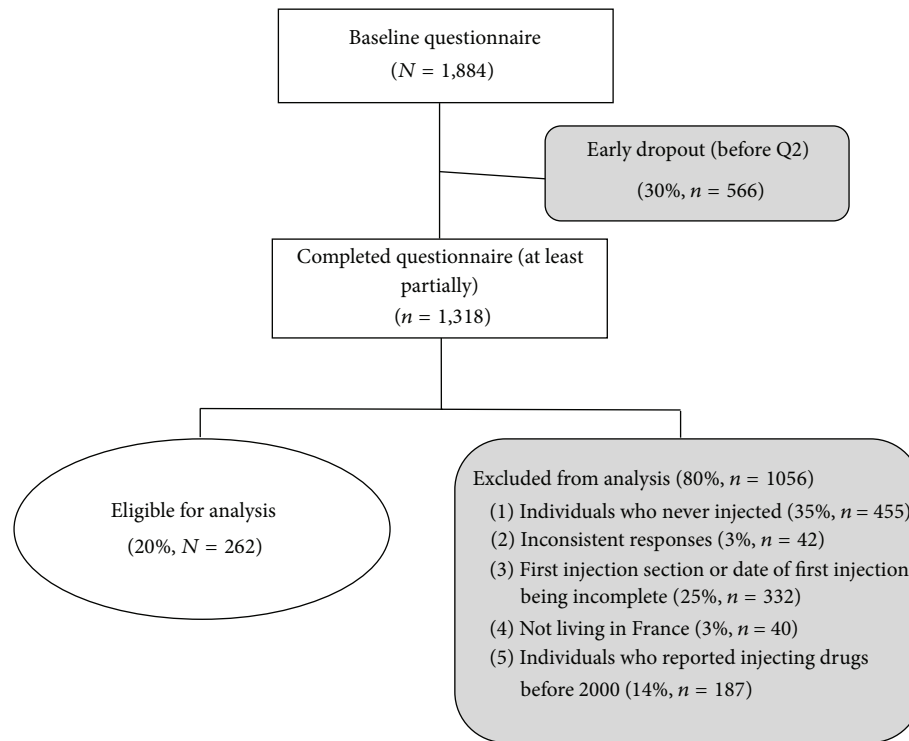 Baseline questionnaire
(N = 1,884)
Early dropout (before Q2)
(30%, n = 566)
Completed questionnaire (at least
partially)
(n = 1,318)
Eligible for analysis
(20%, N = 262)
Excluded from analysis (80%, n = 1056)
(1) Individuals who never injected (35%, n = 455)
(2) Inconsistent responses (3%, n = 42)
(3) First injection section or date of first injection
being incomplete (25%, n = 332)
(4) Not living in France (3%, n = 40)
(5) Individuals who reported injecting drugs
before 2000 (14%, n = 187)